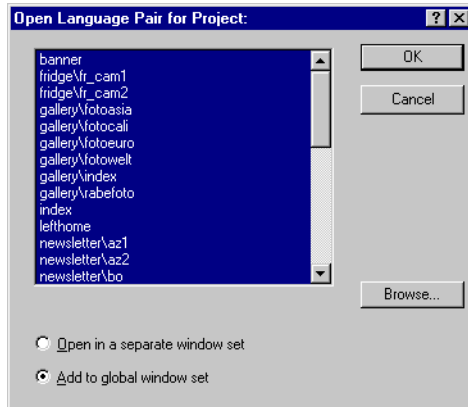 Open Language Pair for Project:
banner
fridge\fr_cam1
fridge\fr_cam2
gallery\fotoasia
gallery\fotocali
gallery\fotoeuro
gallery\fotowelt
gallery\index
gallery\rabefoto
index
lefthome
newsletter\az1
newsletter\az2
newsletter\bo
OK
Cancel
Browse...
Open in a separate window set
Add to global window set